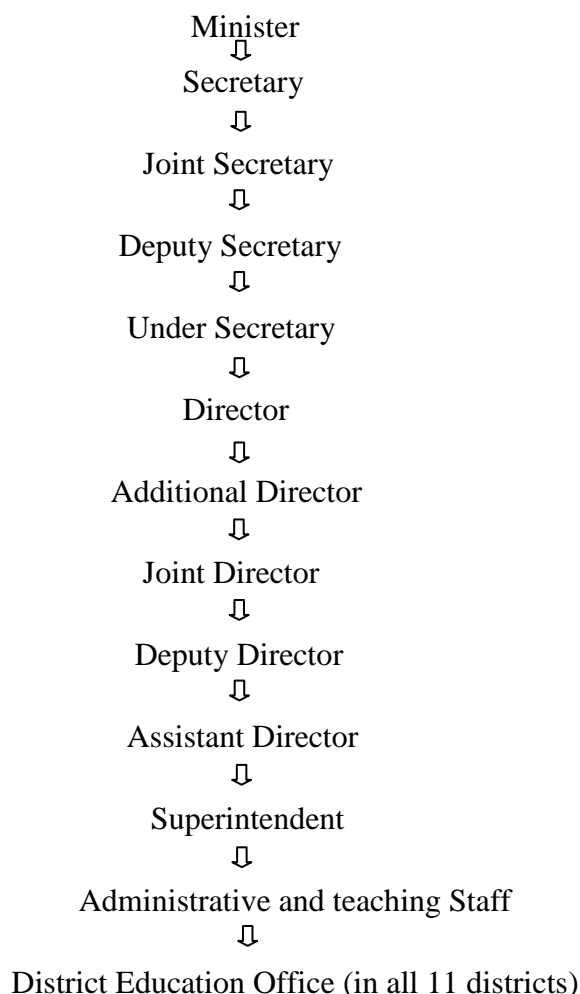 Minister
⇩
Secretary
⇩
Joint Secretary
⇩
Deputy Secretary
⇩
Under Secretary
⇩
Director
⇩
Additional Director
⇩
Joint Director
⇩
Deputy Director
⇩
Assistant Director
⇩
Superintendent
⇩
Administrative and teaching Staff
⇩
District Education Office (in all 11 districts)